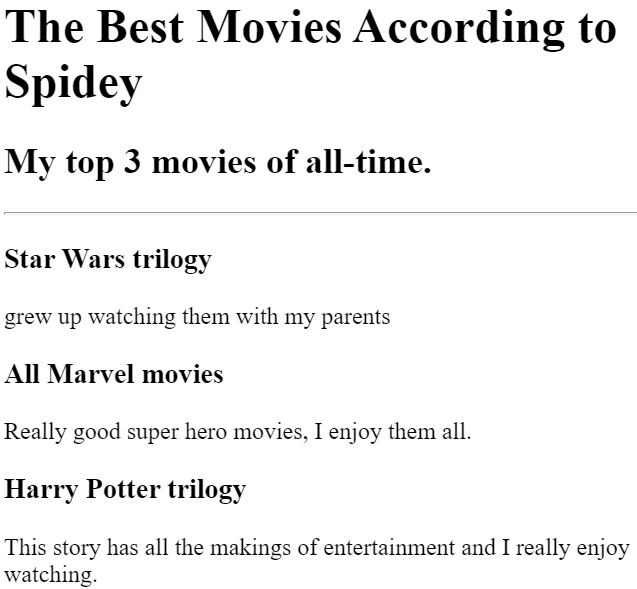 The Best Movies According to
Spidey
My top 3 movies of all-time.
Star Wars trilogy
grew up watching them with my parents
All Marvel movies
Really good super hero movies, I enjoy them all.
Harry Potter trilogy
This story has all the makings of entertainment and I really enjoy
watching.